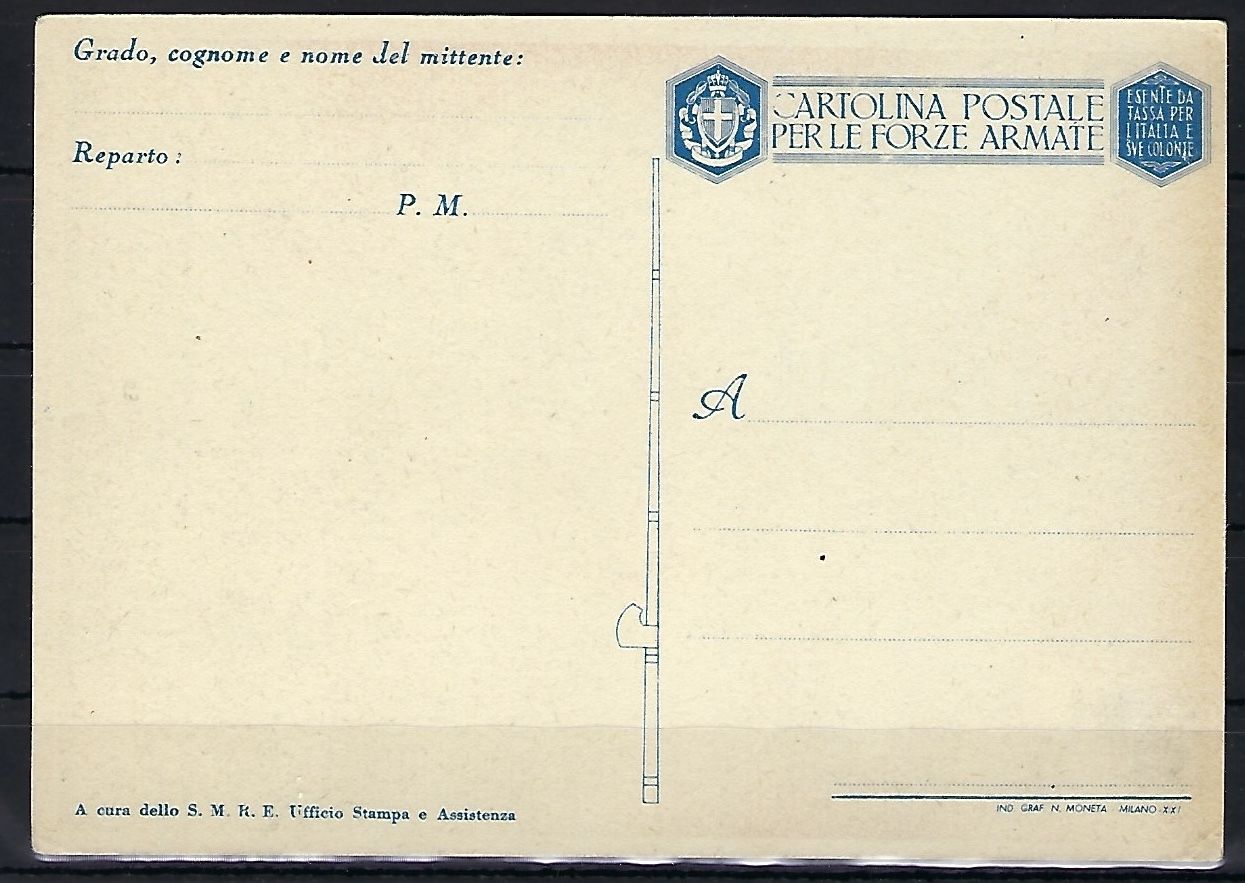 Grado, cognome e nome del mittente:
Reparto:
P. M.
CARTOLINA POSTALE
PER LE FORZE ARMATE
ESENTE DA
TASSA PER
L'ITALIA E
SVE COLONIE
A
A cura dello S. M. R. E. Ufficio Stampa e Assistenza
IND. GRAF. N. MONETA MILANO-XXI